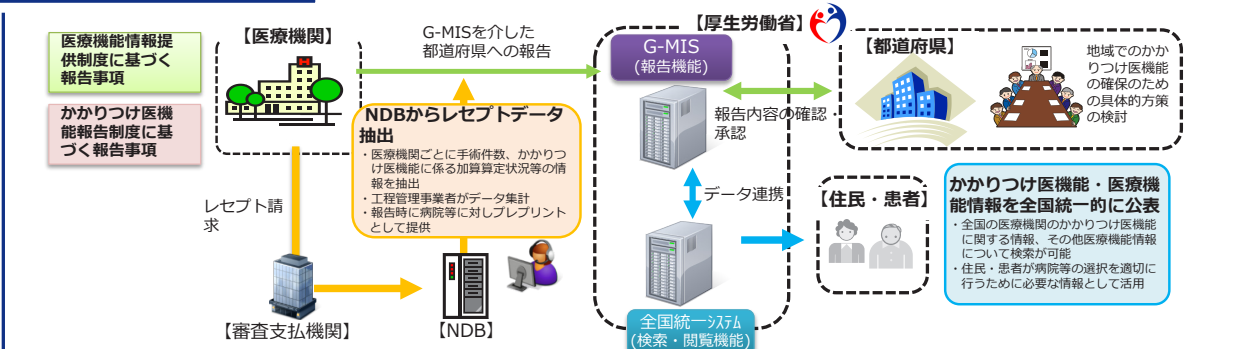 医療機能情報提
供制度に基づく
報告事項
かかりつけ医機
能報告制度に基
づく報告事項
【医療機関】
G-MISを介した
都道府県への報告
レセプト請
求
【審査支払機関】
NDBからレセプトデータ
抽出
・医療機関ごとに手術件数、かかりつ
け医機能に係る加算算定状況等の情
報を抽出
・工程管理事業者がデータ集計
・報告時に病院等に対しプレプリント
として提供
【NDB】
【厚生労働省】
G-MIS
(報告機能)
報告内容の確認・
承認
データ連携
全国統一システム
(検索・閲覧機能)
【都道府県】
地域でのかか
りつけ医機能
の確保のため
の具体的方策
の検討
【住民・患者】
かかりつけ医機能・医療機
能情報を全国統一的に公表
・全国の医療機関のかかりつけ医機能
に関する情報、その他医療機能情報
について検索が可能
・住民・患者が病院等の選択を適切に
行うために必要な情報として活用